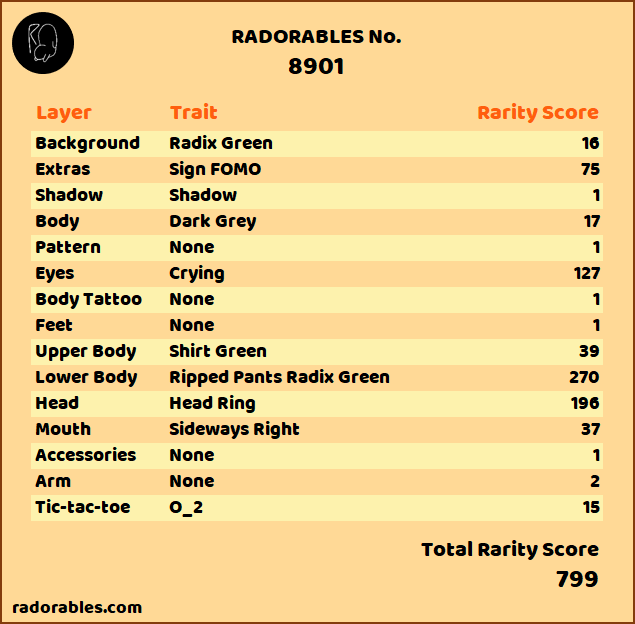 RADORABLES No.
8901
Layer Trait Rarity Score
Background Radix Green 16
Extras Sign FOMO 75
Shadow Shadow 1
Body Dark Grey 17
Pattern None 1
Eyes Crying 127
Body Tattoo None 1
Feet None 1
Upper Body Shirt Green 39
Lower Body Ripped Pants Radix Green 270
Head Head Ring 196
Mouth Sideways Right 37
Accessories None 1
Arm None 2
Tic-tac-toe O_2 15
Total Rarity Score
799
radorables.com